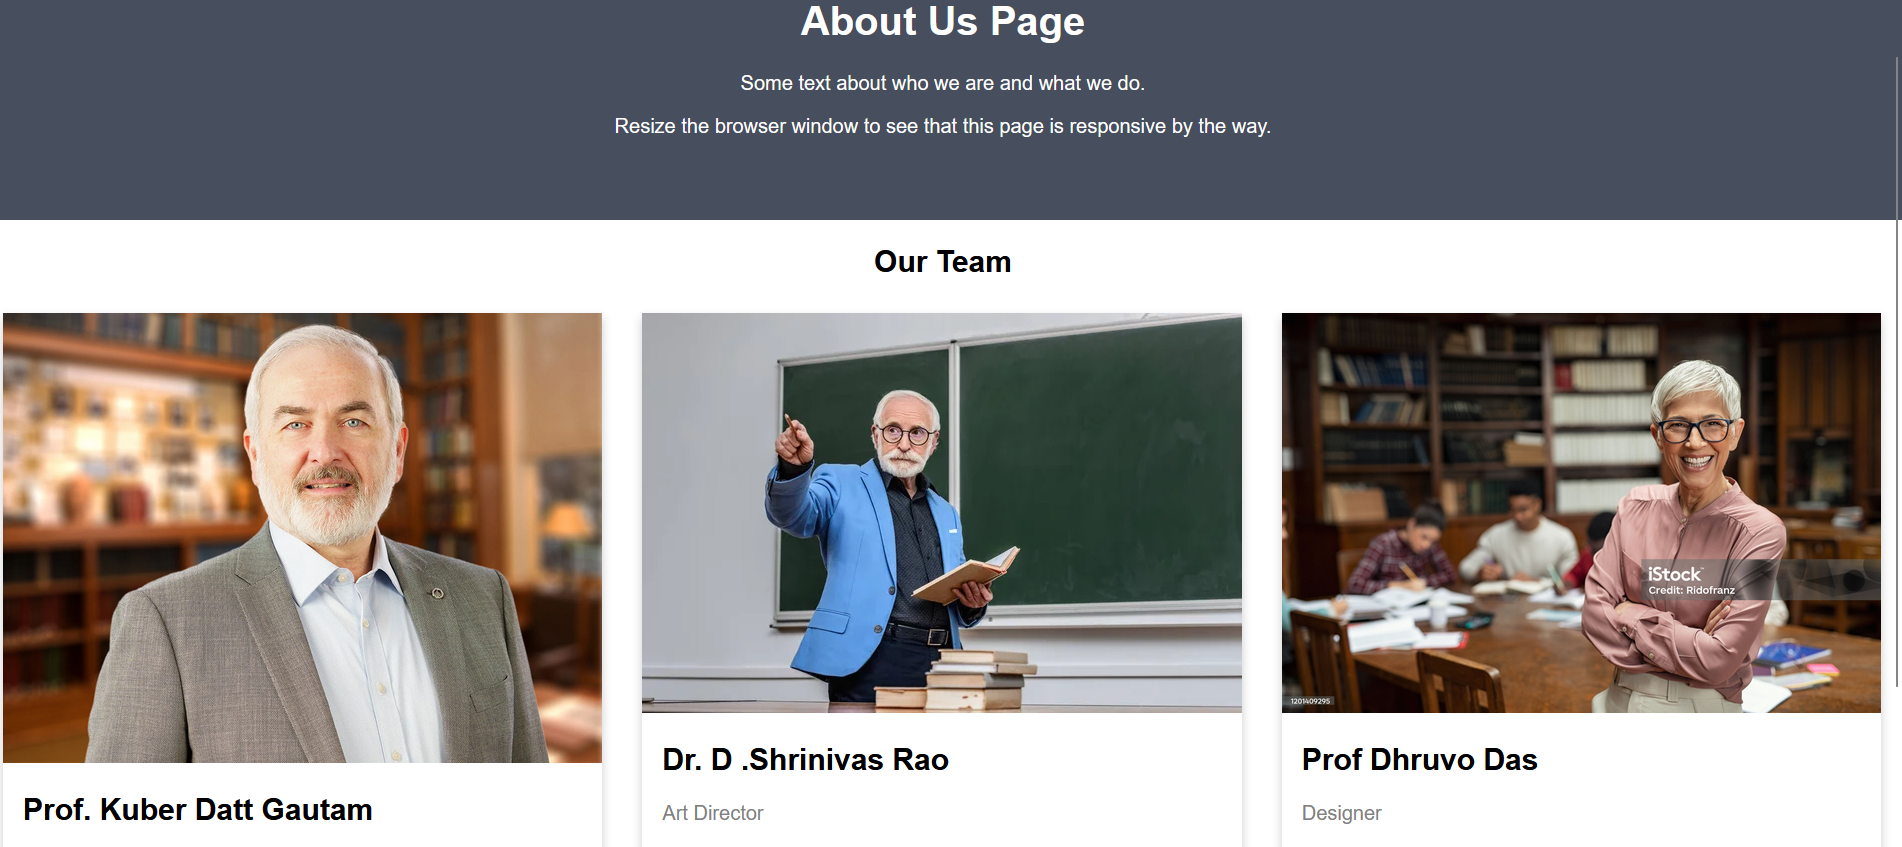 About Us Page
Some text about who we are and what we do.
Resize the browser window to see that this page is responsive by the way.
Our Team
iStock
Credit: Ridofranz
1201409295
Dr. D .Shrinivas Rao
Prof Dhruvo Das
Prof. Kuber Datt Gautam
Art Director
Designer